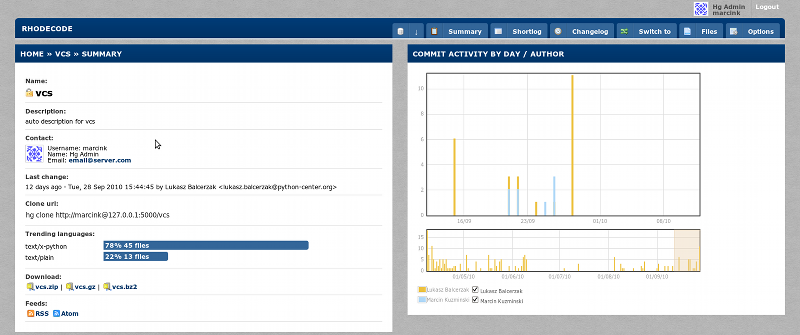 Hg Admin
marcink
Logout
RHODECODE
↓ Summary Shortlog Changelog Switch to Files Options
HOME » VCS » SUMMARY
Name:
vcs
Description:
auto description for vcs
Contact:
Username: marcink
Name: Hg Admin
Email: email@server.com
Last change:
12 days ago - Tue, 28 Sep 2010 15:44:45 by Lukasz Balcerzak <lukasz.balcerzak@python-center.org>
Clone url:
hg clone http://marcink@127.0.0.1:5000/vcs
Trending languages:
text/x-python 78% 45 files
text/plain 22% 13 files
Download:
vcs.zip | vcs.gz | vcs.bz2
Feeds:
RSS Atom
COMMIT ACTIVITY BY DAY / AUTHOR
10
8
6
4
2
0
16/09 23/09 01/10 08/10
15
10
5
0
01/05/10 01/06/10 01/07/10 01/08/10 01/09/10
Lukasz Balcerzak Lukasz Balcerzak
Marcin Kuzminski Marcin Kuzminski